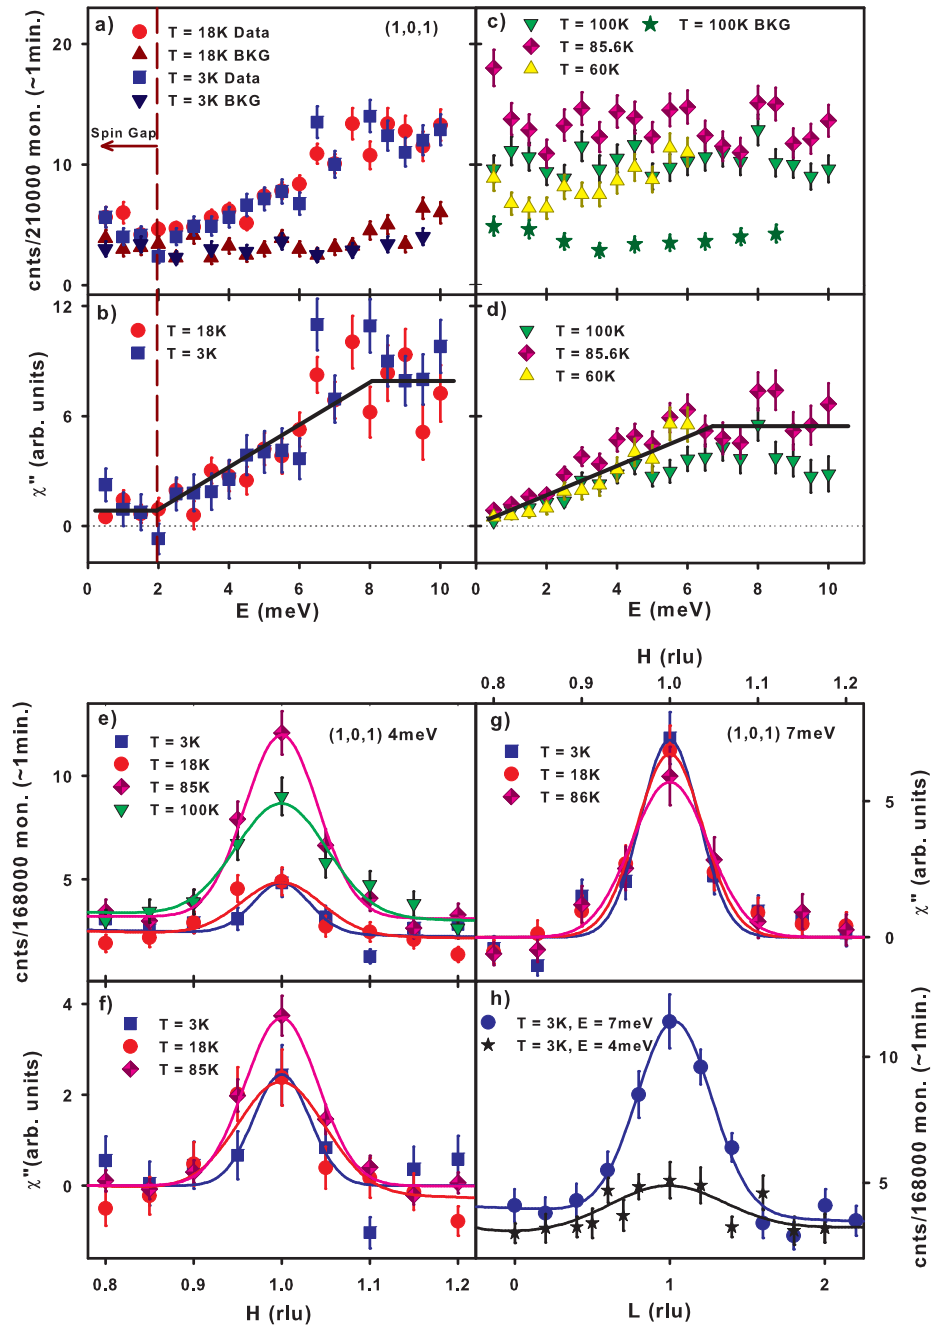 a)
T = 18K Data
T = 18K BKG
T = 3K Data
T = 3K BKG
(1,0,1)
Spin Gap
20
10
0
cnts/210000 mon. (~1min.)
c)
T = 100K
T = 85.6K
T = 60K
T = 100K BKG
b)
T = 18K
T = 3K
12
6
0
χ" (arb. units)
0 2 4 6 8 10
E (meV)
d)
T = 100K
T = 85.6K
T = 60K
0 2 4 6 8 10
E (meV)
e)
T = 3K
T = 18K
T = 85K
T = 100K
(1,0,1) 4meV
10
5
cnts/168000 mon. (~1min.)
H (rlu)
0.8 0.9 1.0 1.1 1.2
g)
T = 3K
T = 18K
T = 86K
(1,0,1) 7meV
5
0
χ" (arb. units)
f)
T = 3K
T = 18K
T = 85K
4
2
0
χ"(arb. units)
0.8 0.9 1.0 1.1 1.2
H (rlu)
h)
T = 3K, E = 7meV
T = 3K, E = 4meV
10
5
cnts/168000 mon. (~1min.)
0 1 2
L (rlu)